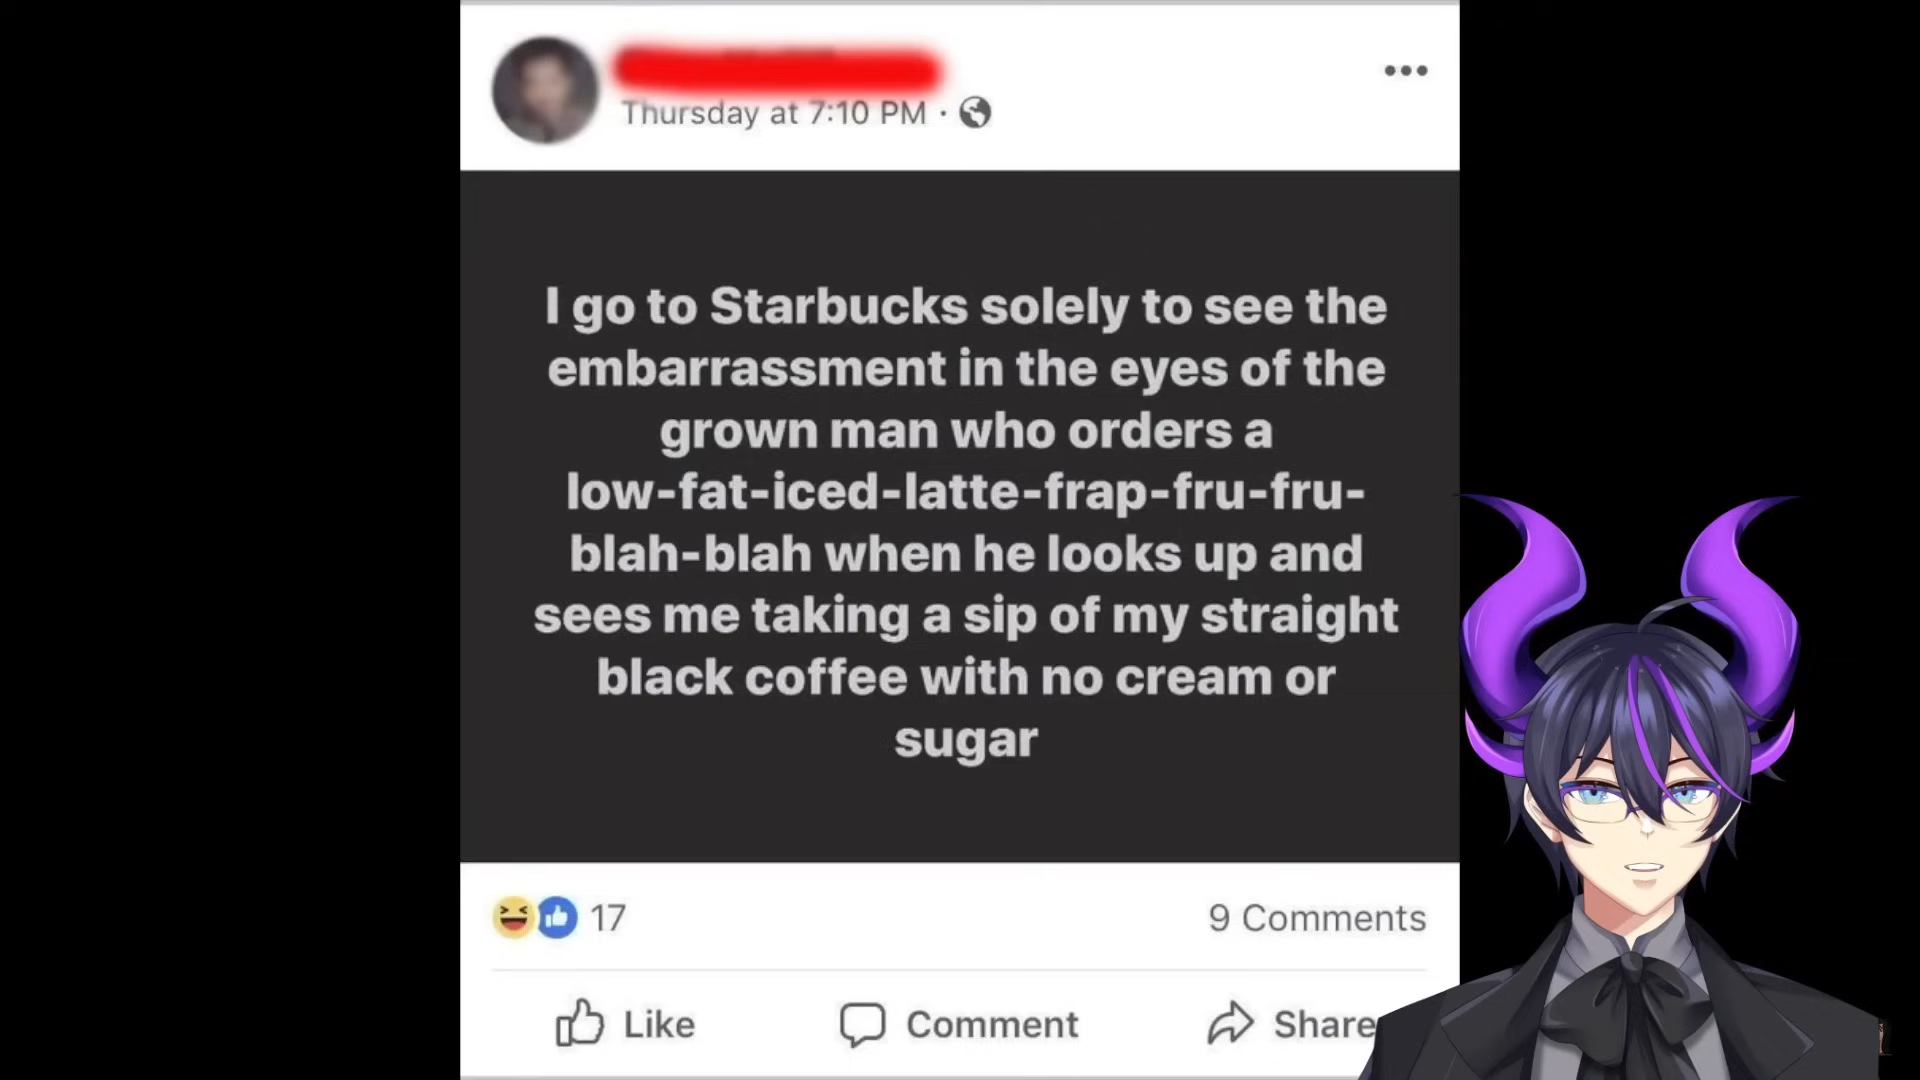 Thursday at 7:10 PM ·
I go to Starbucks solely to see the
embarrassment in the eyes of the
grown man who orders a
low-fat-iced-latte-frap-fru-fru-
blah-blah when he looks up and
sees me taking a sip of my straight
black coffee with no cream or
sugar
17
9 Comments
Like
Comment
Share